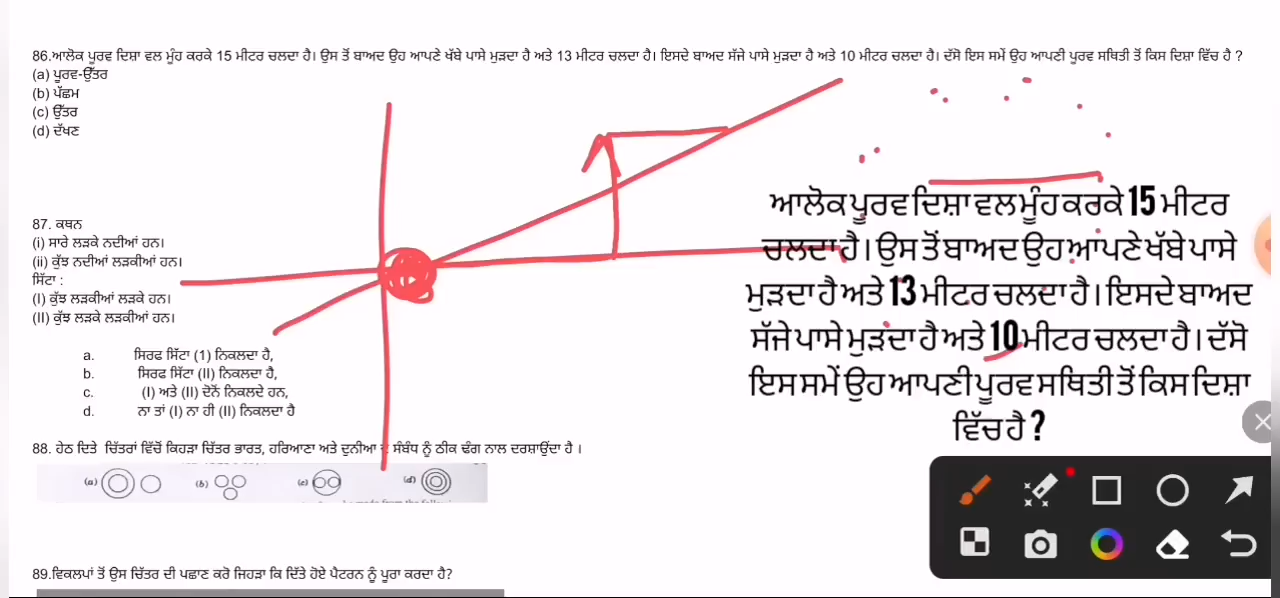 86.ਆਲੋਕ ਪੂਰਵ ਦਿਸ਼ਾ ਵਲ ਮੂੰਹ ਕਰਕੇ 15 ਮੀਟਰ ਚਲਦਾ ਹੈ। ਉਸ ਤੋਂ ਬਾਅਦ ਉਹ ਆਪਣੇ ਖੱਬੇ ਪਾਸੇ ਮੁੜਦਾ ਹੈ ਅਤੇ 13 ਮੀਟਰ ਚਲਦਾ ਹੈ। ਇਸਦੇ ਬਾਅਦ ਸੱਜੇ ਪਾਸੇ ਮੁੜਦਾ ਹੈ ਅਤੇ 10 ਮੀਟਰ ਚਲਦਾ ਹੈ। ਦੱਸੋ ਇਸ ਸਮੇਂ ਉਹ ਆਪਣੀ ਪੂਰਵ ਸਥਿਤੀ ਤੋਂ ਕਿਸ ਦਿਸ਼ਾ ਵਿੱਚ ਹੈ ?
(a) ਪੂਰਵ-ਉੱਤਰ
(b) ਪੱਛਮ
(c) ਉੱਤਰ
(d) ਦੱਖਣ
ਆਲੋਕ ਪੂਰਵ ਦਿਸ਼ਾ ਵਲ ਮੂੰਹ ਕਰਕੇ 15 ਮੀਟਰ
ਚਲਦਾ ਹੈ। ਉਸ ਤੋਂ ਬਾਅਦ ਉਹ ਆਪਣੇ ਖੱਬੇ ਪਾਸੇ
ਮੁੜਦਾ ਹੈ ਅਤੇ 13 ਮੀਟਰ ਚਲਦਾ ਹੈ। ਇਸਦੇ ਬਾਅਦ
ਸੱਜੇ ਪਾਸੇ ਮੁੜਦਾ ਹੈ ਅਤੇ 10 ਮੀਟਰ ਚਲਦਾ ਹੈ। ਦੱਸੋ
ਇਸ ਸਮੇਂ ਉਹ ਆਪਣੀ ਪੂਰਵ ਸਥਿਤੀ ਤੋਂ ਕਿਸ ਦਿਸ਼ਾ
ਵਿੱਚ ਹੈ ?
87. ਕਥਨ
(i) ਸਾਰੇ ਲੜਕੇ ਨਦੀਆਂ ਹਨ।
(ii) ਕੁੱਝ ਨਦੀਆਂ ਲੜਕੀਆਂ ਹਨ।
ਸਿੱਟਾ :
(I) ਕੁੱਝ ਲੜਕੀਆਂ ਲੜਕੇ ਹਨ।
(II) ਕੁੱਝ ਲੜਕੇ ਲੜਕੀਆਂ ਹਨ।
a. ਸਿਰਫ ਸਿੱਟਾ (1) ਨਿਕਲਦਾ ਹੈ,
b. ਸਿਰਫ ਸਿੱਟਾ (II) ਨਿਕਲਦਾ ਹੈ,
c. (I) ਅਤੇ (II) ਦੋਨੋਂ ਨਿਕਲਦੇ ਹਨ,
d. ਨਾ ਤਾਂ (I) ਨਾ ਹੀ (II) ਨਿਕਲਦਾ ਹੈ
88. ਹੇਠ ਦਿਤੇ ਚਿੱਤਰਾਂ ਵਿੱਚੋਂ ਕਿਹੜਾ ਚਿੱਤਰ ਭਾਰਤ, ਹਰਿਆਣਾ ਅਤੇ ਦੁਨੀਆ ਸੰਬੰਧ ਨੂੰ ਠੀਕ ਢੰਗ ਨਾਲ ਦਰਸ਼ਾਉਂਦਾ ਹੈ ।
(a) (b) (c) (d)
89.ਵਿਕਲਪਾਂ ਤੋਂ ਉਸ ਚਿੱਤਰ ਦੀ ਪਛਾਣ ਕਰੋ ਜਿਹੜਾ ਕਿ ਦਿੱਤੇ ਹੋਏ ਪੈਟਰਨ ਨੂੰ ਪੂਰਾ ਕਰਦਾ ਹੈ?